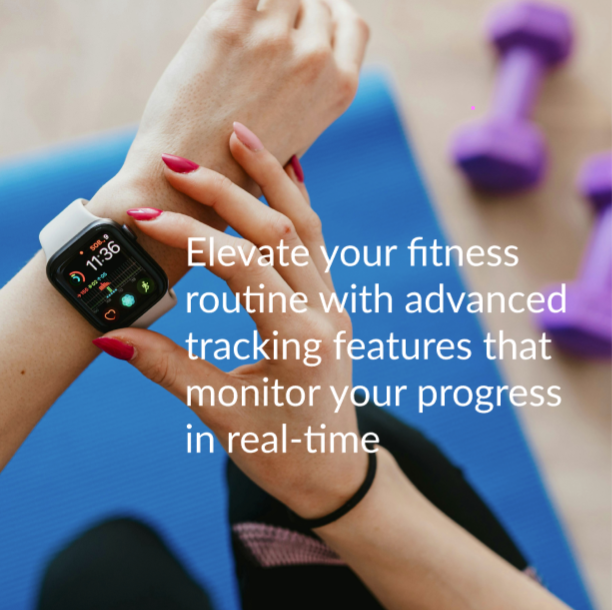 11:36
Elevate your fitness
routine with advanced
tracking features that
monitor your progress
in real-time